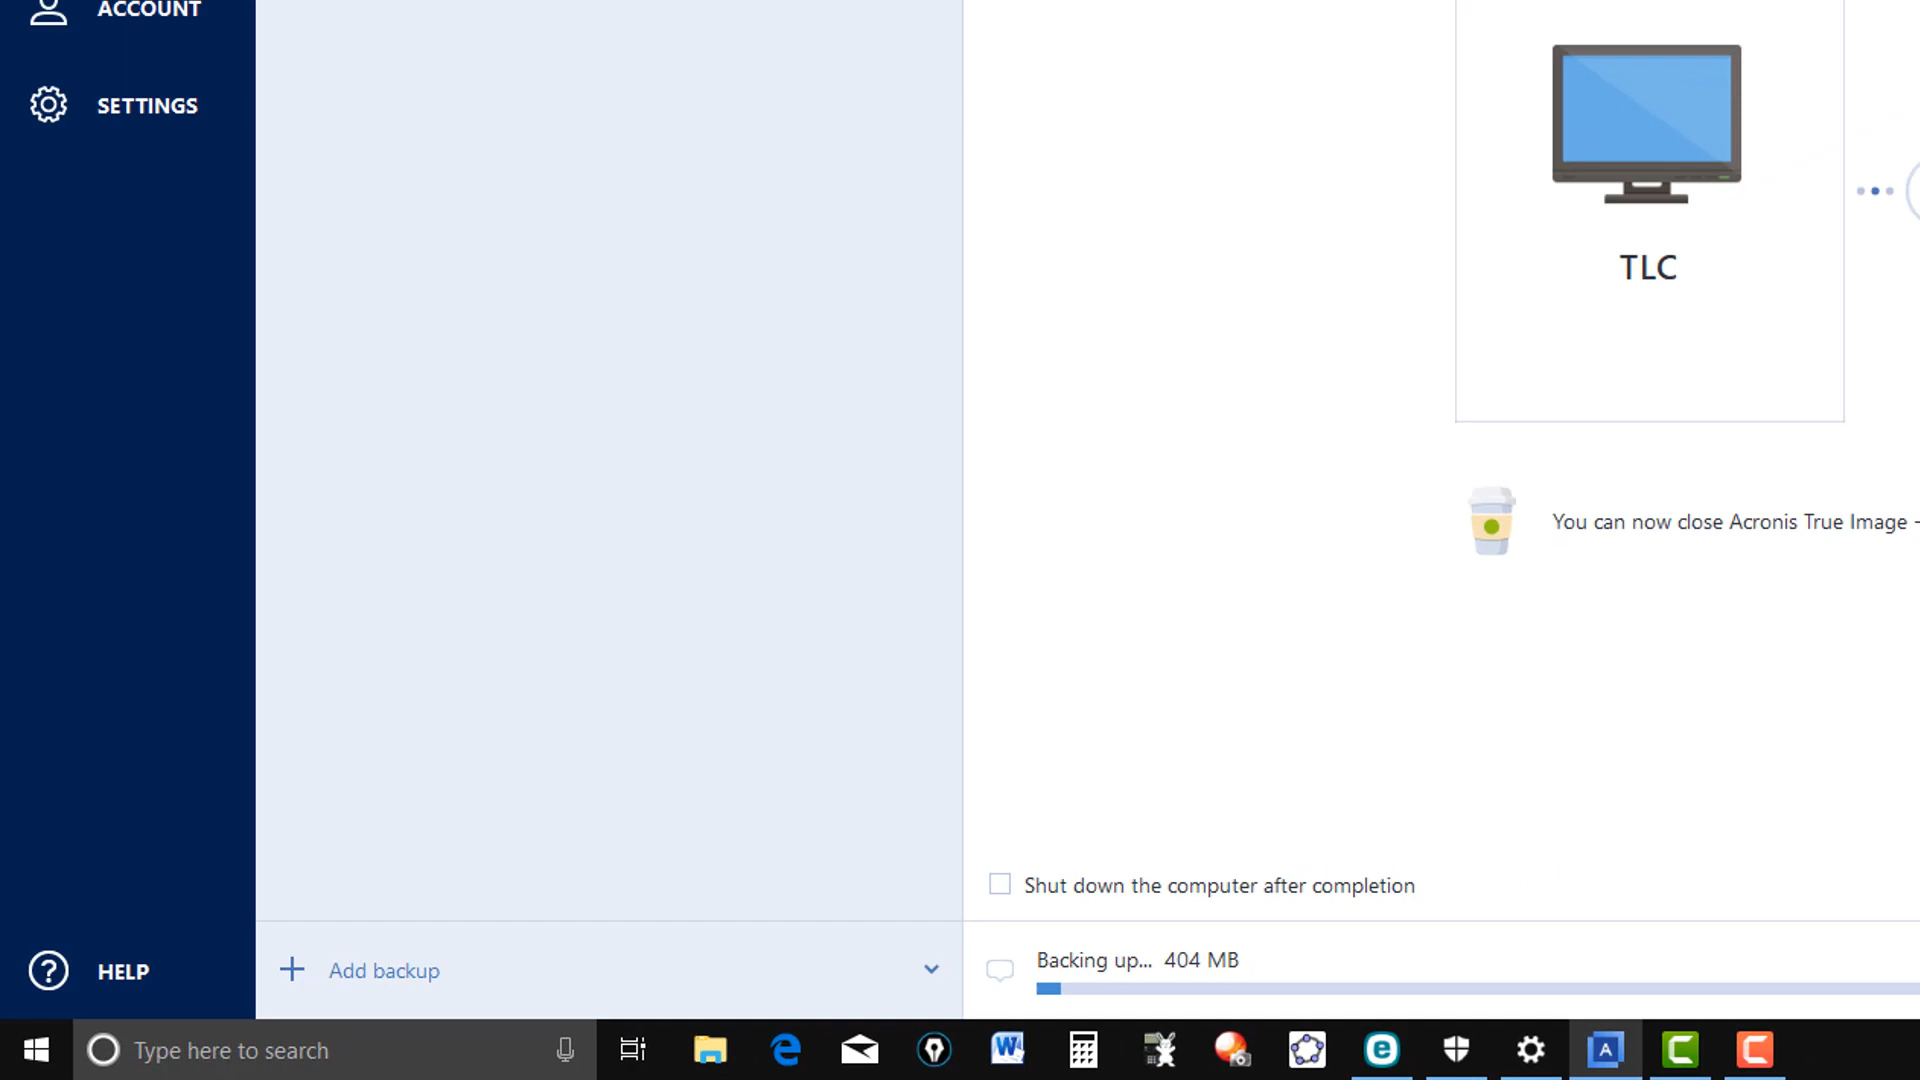 ACCOUNT
SETTINGS
TLC
You can now close Acronis True Image -
Shut down the computer after completion
HELP
Add backup
Backing up... 404 MB
Type here to search